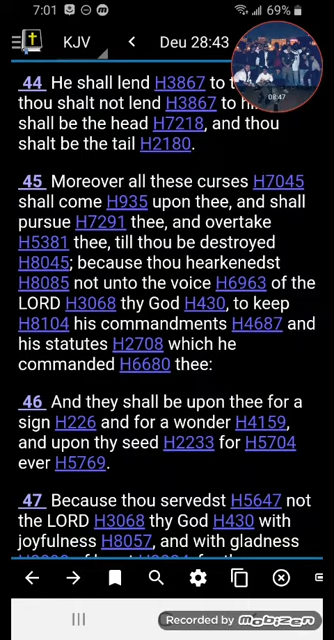 7:01 69%
KJV Deu 28:43
44 He shall lend H3867 to
thou shalt not lend H3867 to
shall be the head H7218, and thou
shalt be the tail H2180.
45 Moreover all these curses H7045
shall come H935 upon thee, and shall
pursue H7291 thee, and overtake
H5381 thee, till thou be destroyed
H8045; because thou hearkenedst
H8085 not unto the voice H6963 of the
LORD H3068 thy God H430, to keep
H8104 his commandments H4687 and
his statutes H2708 which he
commanded H6680 thee:
46 And they shall be upon thee for a
sign H226 and for a wonder H4159,
and upon thy seed H2233 for H5704
ever H5769.
47 Because thou servedst H5647 not
the LORD H3068 thy God H430 with
joyfulness H8057, and with gladness
08:47
Recorded by MOBIZEN